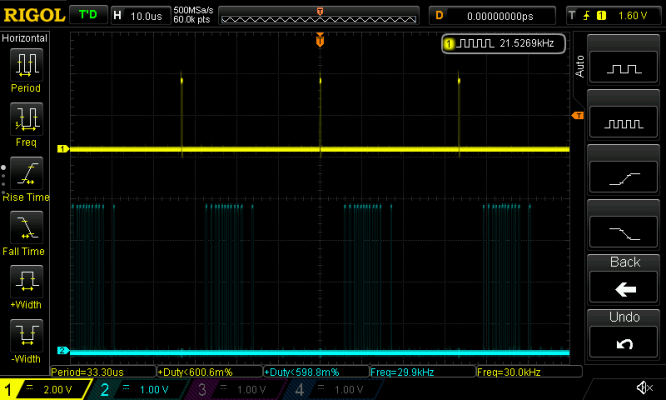 RIGOL T'D H 10.0us 500MSa/s 60.0k pts D 0.00000000ps T 1 1.60 V
Horizontal
T
1 21.5269kHz
Auto
Period
Freq
Rise Time
Fall Time
+Width
-Width
1
T
2
Back
Undo
Period=33.30us +Duty<600.6m% +Duty<598.8m% Freq=29.9kHz Freq=30.0kHz
1 2.00 V 2 1.00 V 3 1.00 V 4 1.00 V